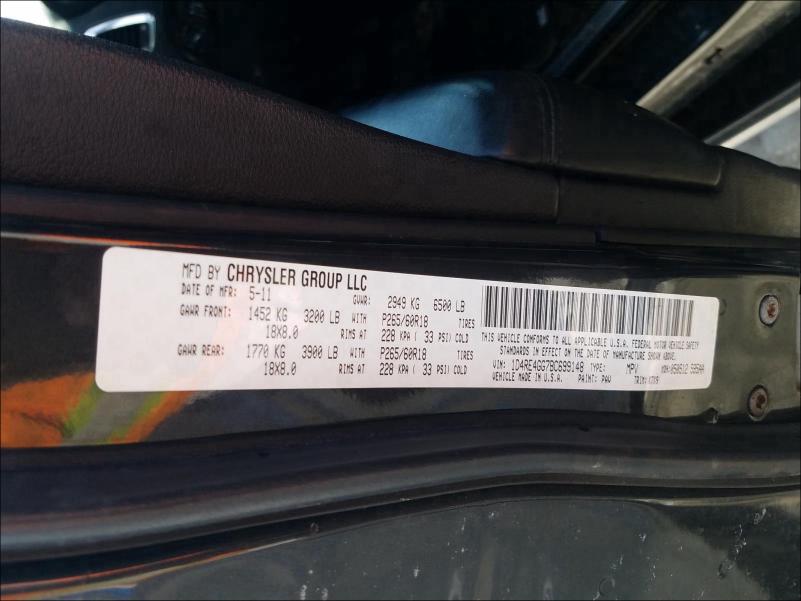 MFD BY CHRYSLER GROUP LLC
DATE OF MFR: 5-11 GVWR: 2949 KG 6500 LB
GAWR FRONT: 1452 KG 3200 LB WITH P265/60R18 TIRES
18X8.0 RIMS AT 228 KPA ( 33 PSI) COLD
GAWR REAR: 1770 KG 3900 LB WITH P265/60R18 TIRES
18X8.0 RIMS AT 228 KPA ( 33 PSI) COLD
THIS VEHICLE CONFORMS TO ALL APPLICABLE U.S.A. FEDERAL MOTOR VEHICLE SAFETY
STANDARDS IN EFFECT ON THE DATE OF MANUFACTURE SHOWN ABOVE.
VIN: 1D4RE4GG7BC699148 TYPE: MPV MDH: 050512
VEHICLE MADE IN U.S.A. PAINT: PAV TRIM: